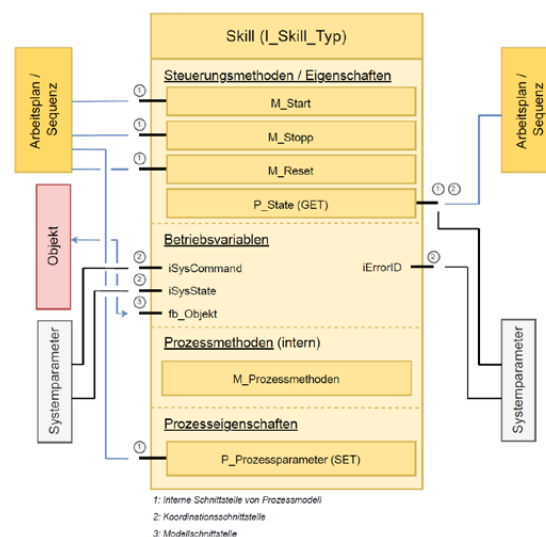 Skill (I_Skill_Typ)
Arbeitsplan /
Sequenz
Steuerungsmethoden / Eigenschaften
1
M_Start
1
M_Stopp
1
M_Reset
P_State (GET)
1 2
Arbeitsplan /
Sequenz
Objekt
Betriebsvariablen
2
iSysCommand
iErrorID
2
2
iSysState
3
fb_Objekt
Systemparameter
Systemparameter
Prozessmethoden (intern)
M_Prozessmethoden
Prozesseigenschaften
1
P_Prozessparameter (SET)
1: Interne Schnittstelle von Prozessmodell
2: Koordinationsschnittstelle
3: Modellschnittstelle